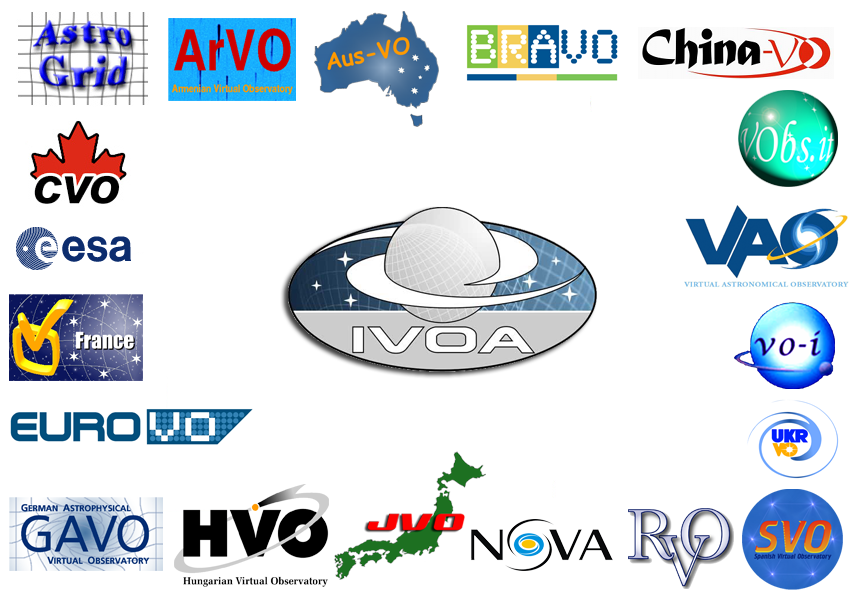 Astro
Grid
ArVO
Armenian Virtual Observatory
Aus-VO
BRAVO
China-VO
CVO
VObs.it
esa
VAO
VIRTUAL ASTRONOMICAL OBSERVATORY
France
IVOA
vo-i
EURO VO
UKR
VO
GERMAN ASTROPHYSICAL
GAVO
VIRTUAL OBSERVATORY
HVO
Hungarian Virtual Observatory
JVO
NOVA
RVO
SVO
Spanish Virtual Observatory